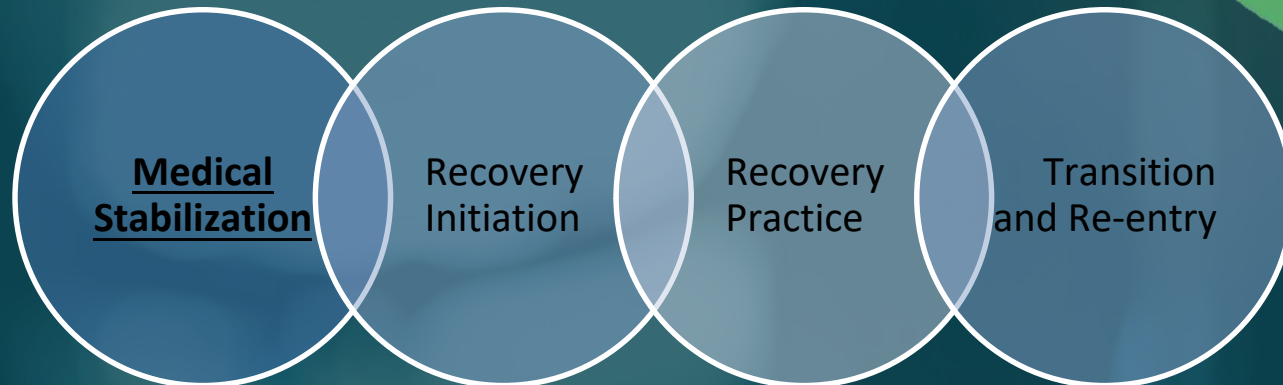 Medical
Stabilization
Recovery
Initiation
Recovery
Practice
Transition
and Re-entry